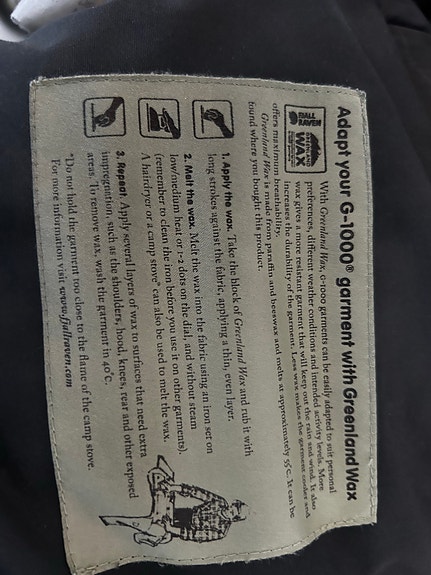 Adapt your G-1000® garment with Greenland Wax
FJÄLL
RÄVEN
GREENLAND
WAX
With Greenland Wax, G-1000 garments can be easily adapted to suit personal
preferences, different weather conditions and intended activity levels. More
wax gives a more resistant garment that will keep out the rain and wind. It also
increases the durability of the garment. Less wax makes the garment cooler and
offers maximum breathability.
Greenland Wax is made from paraffin and beeswax and melts at approximately 55°C. It can be
found where you bought this product.
1. Apply the wax. Take the block of Greenland Wax and rub it with
long strokes against the fabric, applying a thin, even layer.
2. Melt the wax. Melt the wax into the fabric using an iron set on
low/medium heat or 1-2 dots on the dial, and without steam
(remember to clean the iron before you use it on other garments).
A hairdryer or a camp stove* can also be used to melt the wax.
3. Repeat. Apply several layers of wax to surfaces that need extra
impregnation, such as the shoulders, hood, knees, rear and other exposed
areas. To remove wax, wash the garment in 40°C.
*Do not hold the garment too close to the flame of the camp stove.
For more information visit www.fjallraven.com